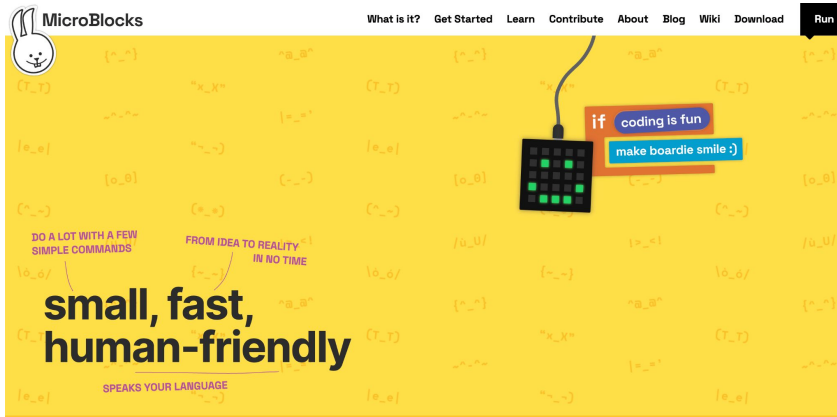 MicroBlocks
What is it? Get Started Learn Contribute About Blog Wiki Download Run
if coding is fun
make boardie smile :)
DO A LOT WITH A FEW
SIMPLE COMMANDS
FROM IDEA TO REALITY
IN NO TIME
small, fast,
human-friendly
SPEAKS YOUR LANGUAGE